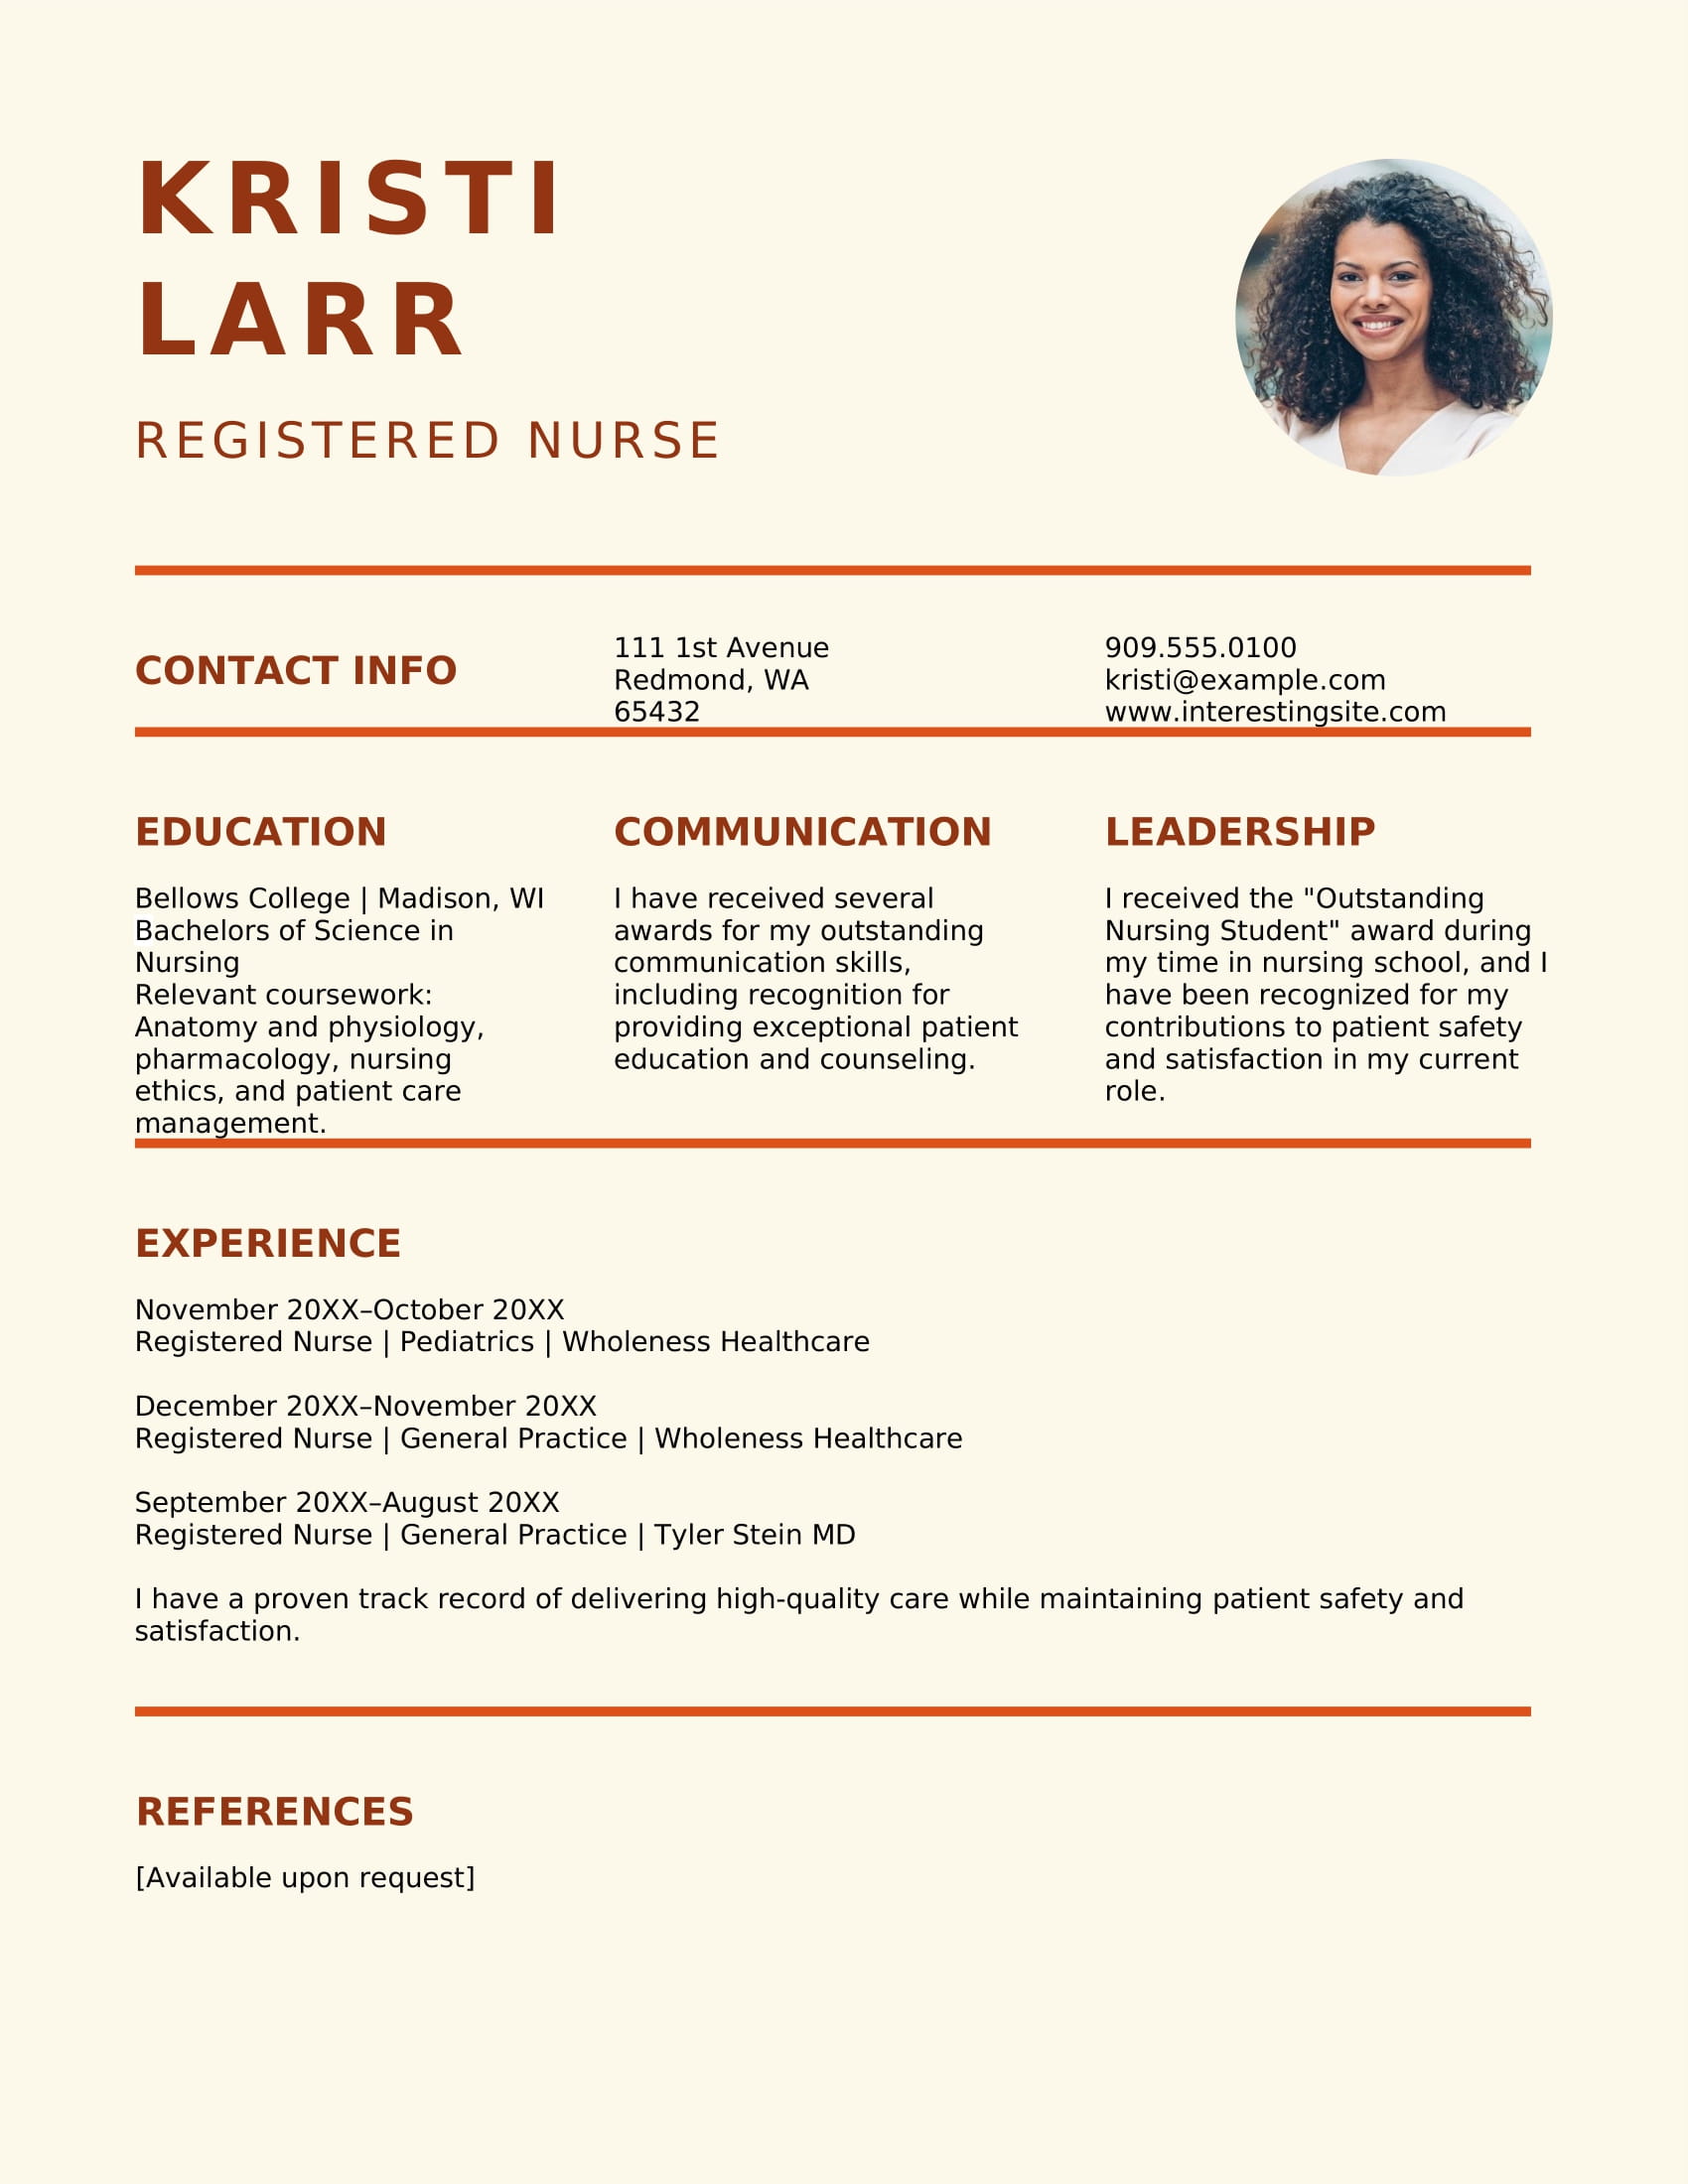 KRISTI
LARR
REGISTERED NURSE
CONTACT INFO
111 1st Avenue
Redmond, WA
65432
909.555.0100
kristi@example.com
www.interestingsite.com
EDUCATION
Bellows College | Madison, WI
Bachelors of Science in
Nursing
Relevant coursework:
Anatomy and physiology,
pharmacology, nursing
ethics, and patient care
management.
COMMUNICATION
I have received several
awards for my outstanding
communication skills,
including recognition for
providing exceptional patient
education and counseling.
LEADERSHIP
I received the "Outstanding
Nursing Student" award during
my time in nursing school, and I
have been recognized for my
contributions to patient safety
and satisfaction in my current
role.
EXPERIENCE
November 20XX–October 20XX
Registered Nurse | Pediatrics | Wholeness Healthcare
December 20XX–November 20XX
Registered Nurse | General Practice | Wholeness Healthcare
September 20XX–August 20XX
Registered Nurse | General Practice | Tyler Stein MD
I have a proven track record of delivering high-quality care while maintaining patient safety and
satisfaction.
REFERENCES
[Available upon request]